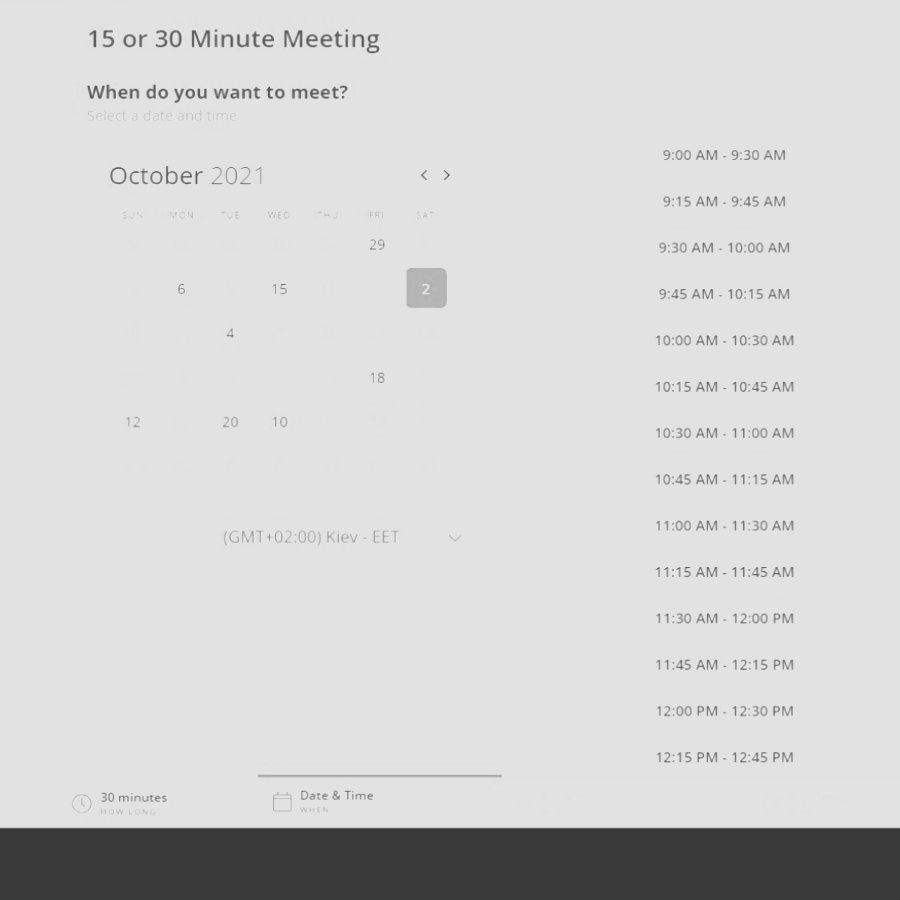 15 or 30 Minute Meeting
When do you want to meet?
Select a date and time
October 2021
SUN MON TUE WED THU FRI SAT
29
6 15 2
4
18
12 20 10
(GMT+02:00) Kiev - EET
9:00 AM - 9:30 AM
9:15 AM - 9:45 AM
9:30 AM - 10:00 AM
9:45 AM - 10:15 AM
10:00 AM - 10:30 AM
10:15 AM - 10:45 AM
10:30 AM - 11:00 AM
10:45 AM - 11:15 AM
11:00 AM - 11:30 AM
11:15 AM - 11:45 AM
11:30 AM - 12:00 PM
11:45 AM - 12:15 PM
12:00 PM - 12:30 PM
12:15 PM - 12:45 PM
30 minutes
HOW LONG
Date & Time
WHEN